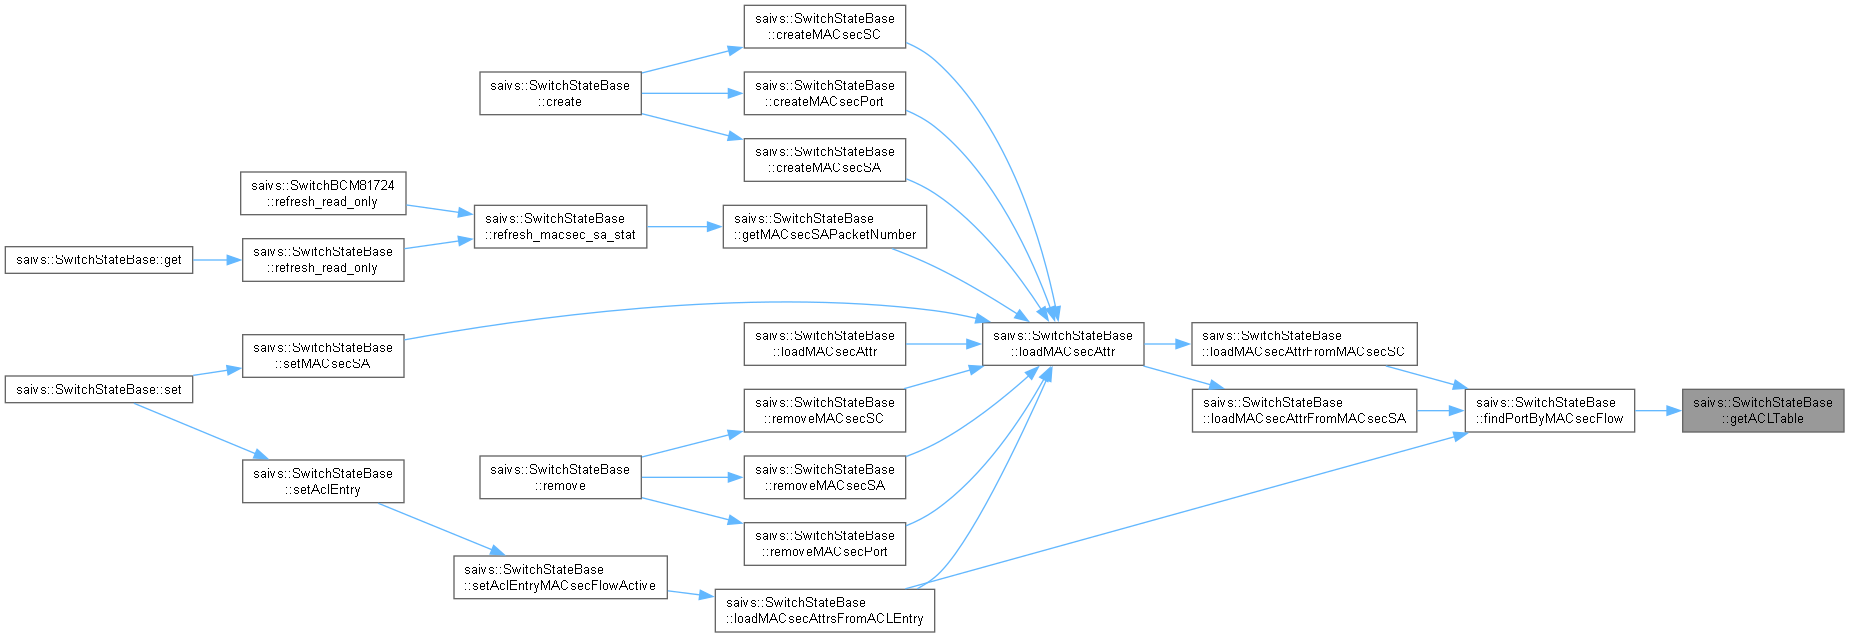 saivs::SwitchStateBase
::createMACsecSC
saivs::SwitchStateBase
::create
saivs::SwitchStateBase
::createMACsecPort
saivs::SwitchStateBase
::createMACsecSA
saivs::SwitchBCM81724
::refresh_read_only
saivs::SwitchStateBase
::refresh_macsec_sa_stat
saivs::SwitchStateBase
::getMACsecSAPacketNumber
saivs::SwitchStateBase::get
saivs::SwitchStateBase
::refresh_read_only
saivs::SwitchStateBase
::setMACsecSA
saivs::SwitchStateBase
::loadMACsecAttr
saivs::SwitchStateBase
::loadMACsecAttr
saivs::SwitchStateBase
::loadMACsecAttrFromMACsecSC
saivs::SwitchStateBase::set
saivs::SwitchStateBase
::removeMACsecSC
saivs::SwitchStateBase
::loadMACsecAttrFromMACsecSA
saivs::SwitchStateBase
::findPortByMACsecFlow
saivs::SwitchStateBase
::getACLTable
saivs::SwitchStateBase
::setAclEntry
saivs::SwitchStateBase
::remove
saivs::SwitchStateBase
::removeMACsecSA
saivs::SwitchStateBase
::removeMACsecPort
saivs::SwitchStateBase
::setAclEntryMACsecFlowActive
saivs::SwitchStateBase
::loadMACsecAttrsFromACLEntry